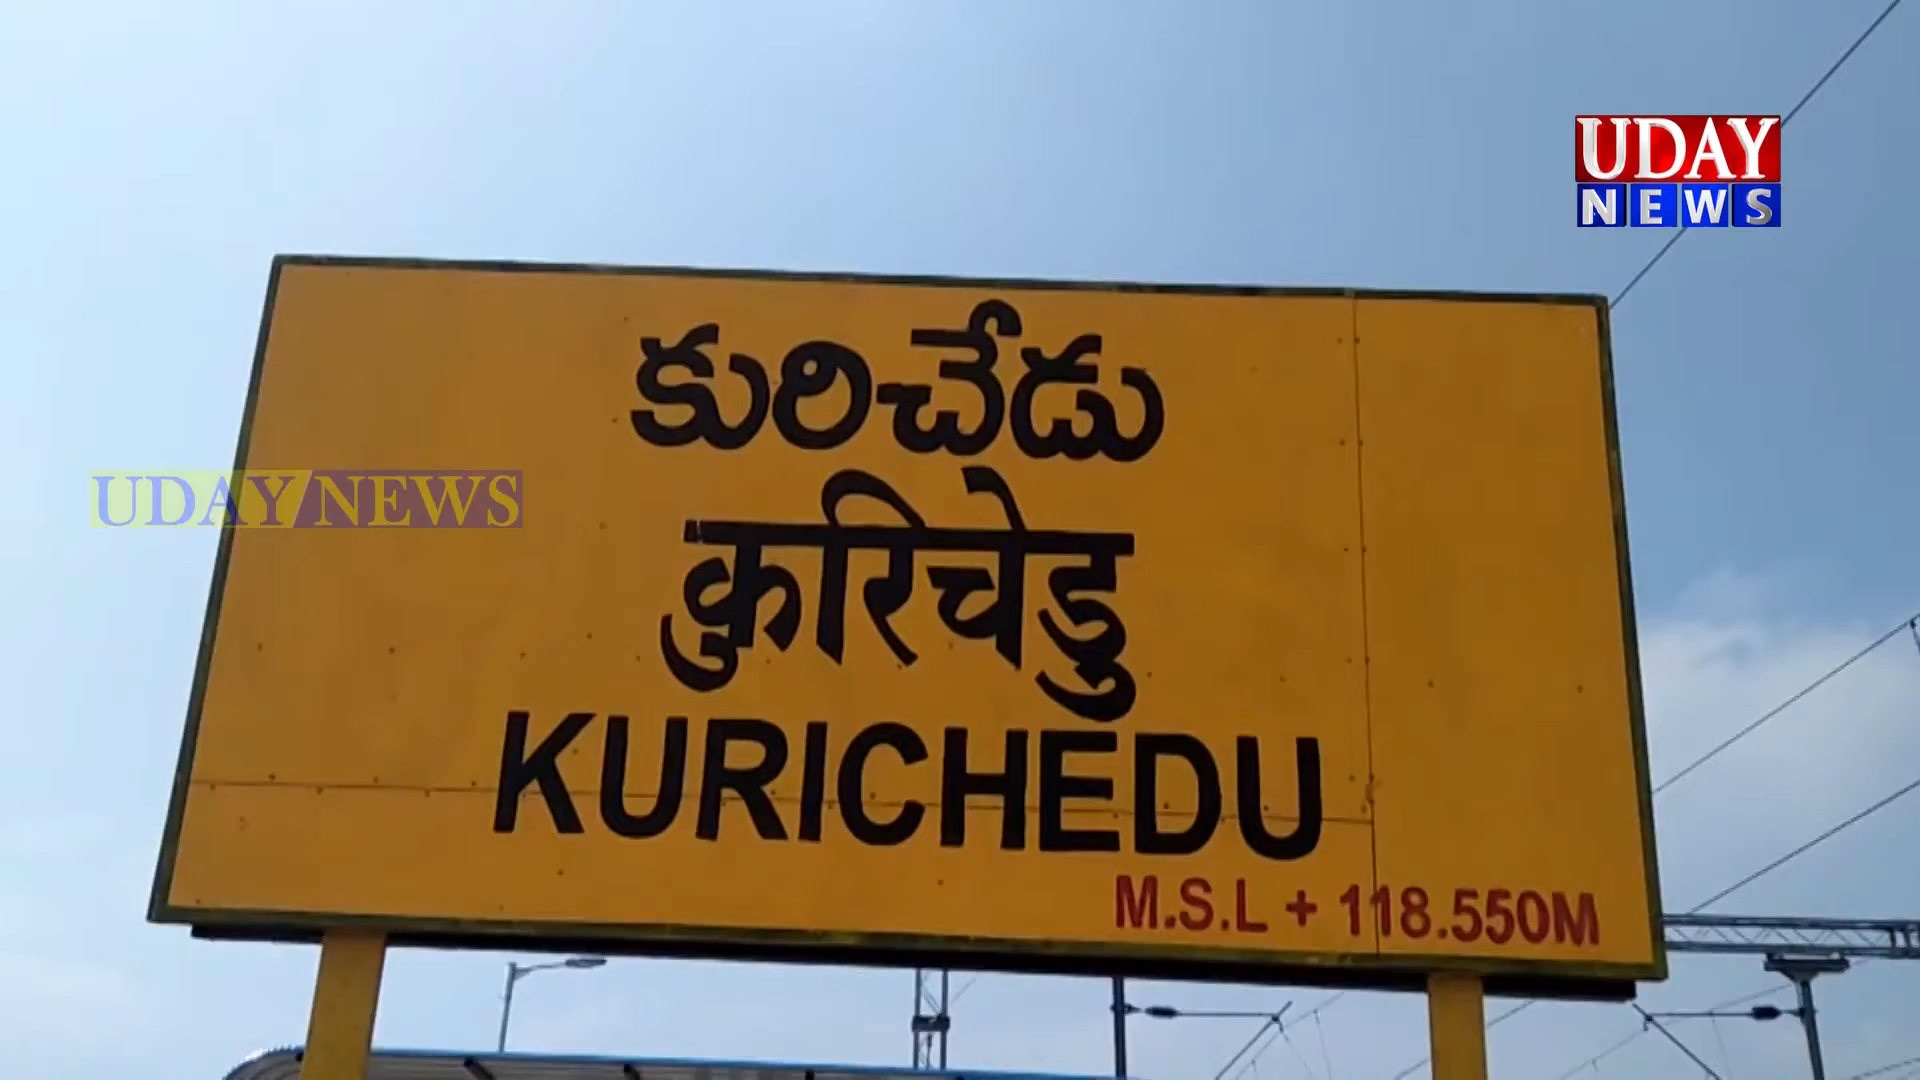 UDAY
NEWS
కురిచేడు
UDAY NEWS
कुरिचेडु
KURICHEDU
M.S.L + 118.550M